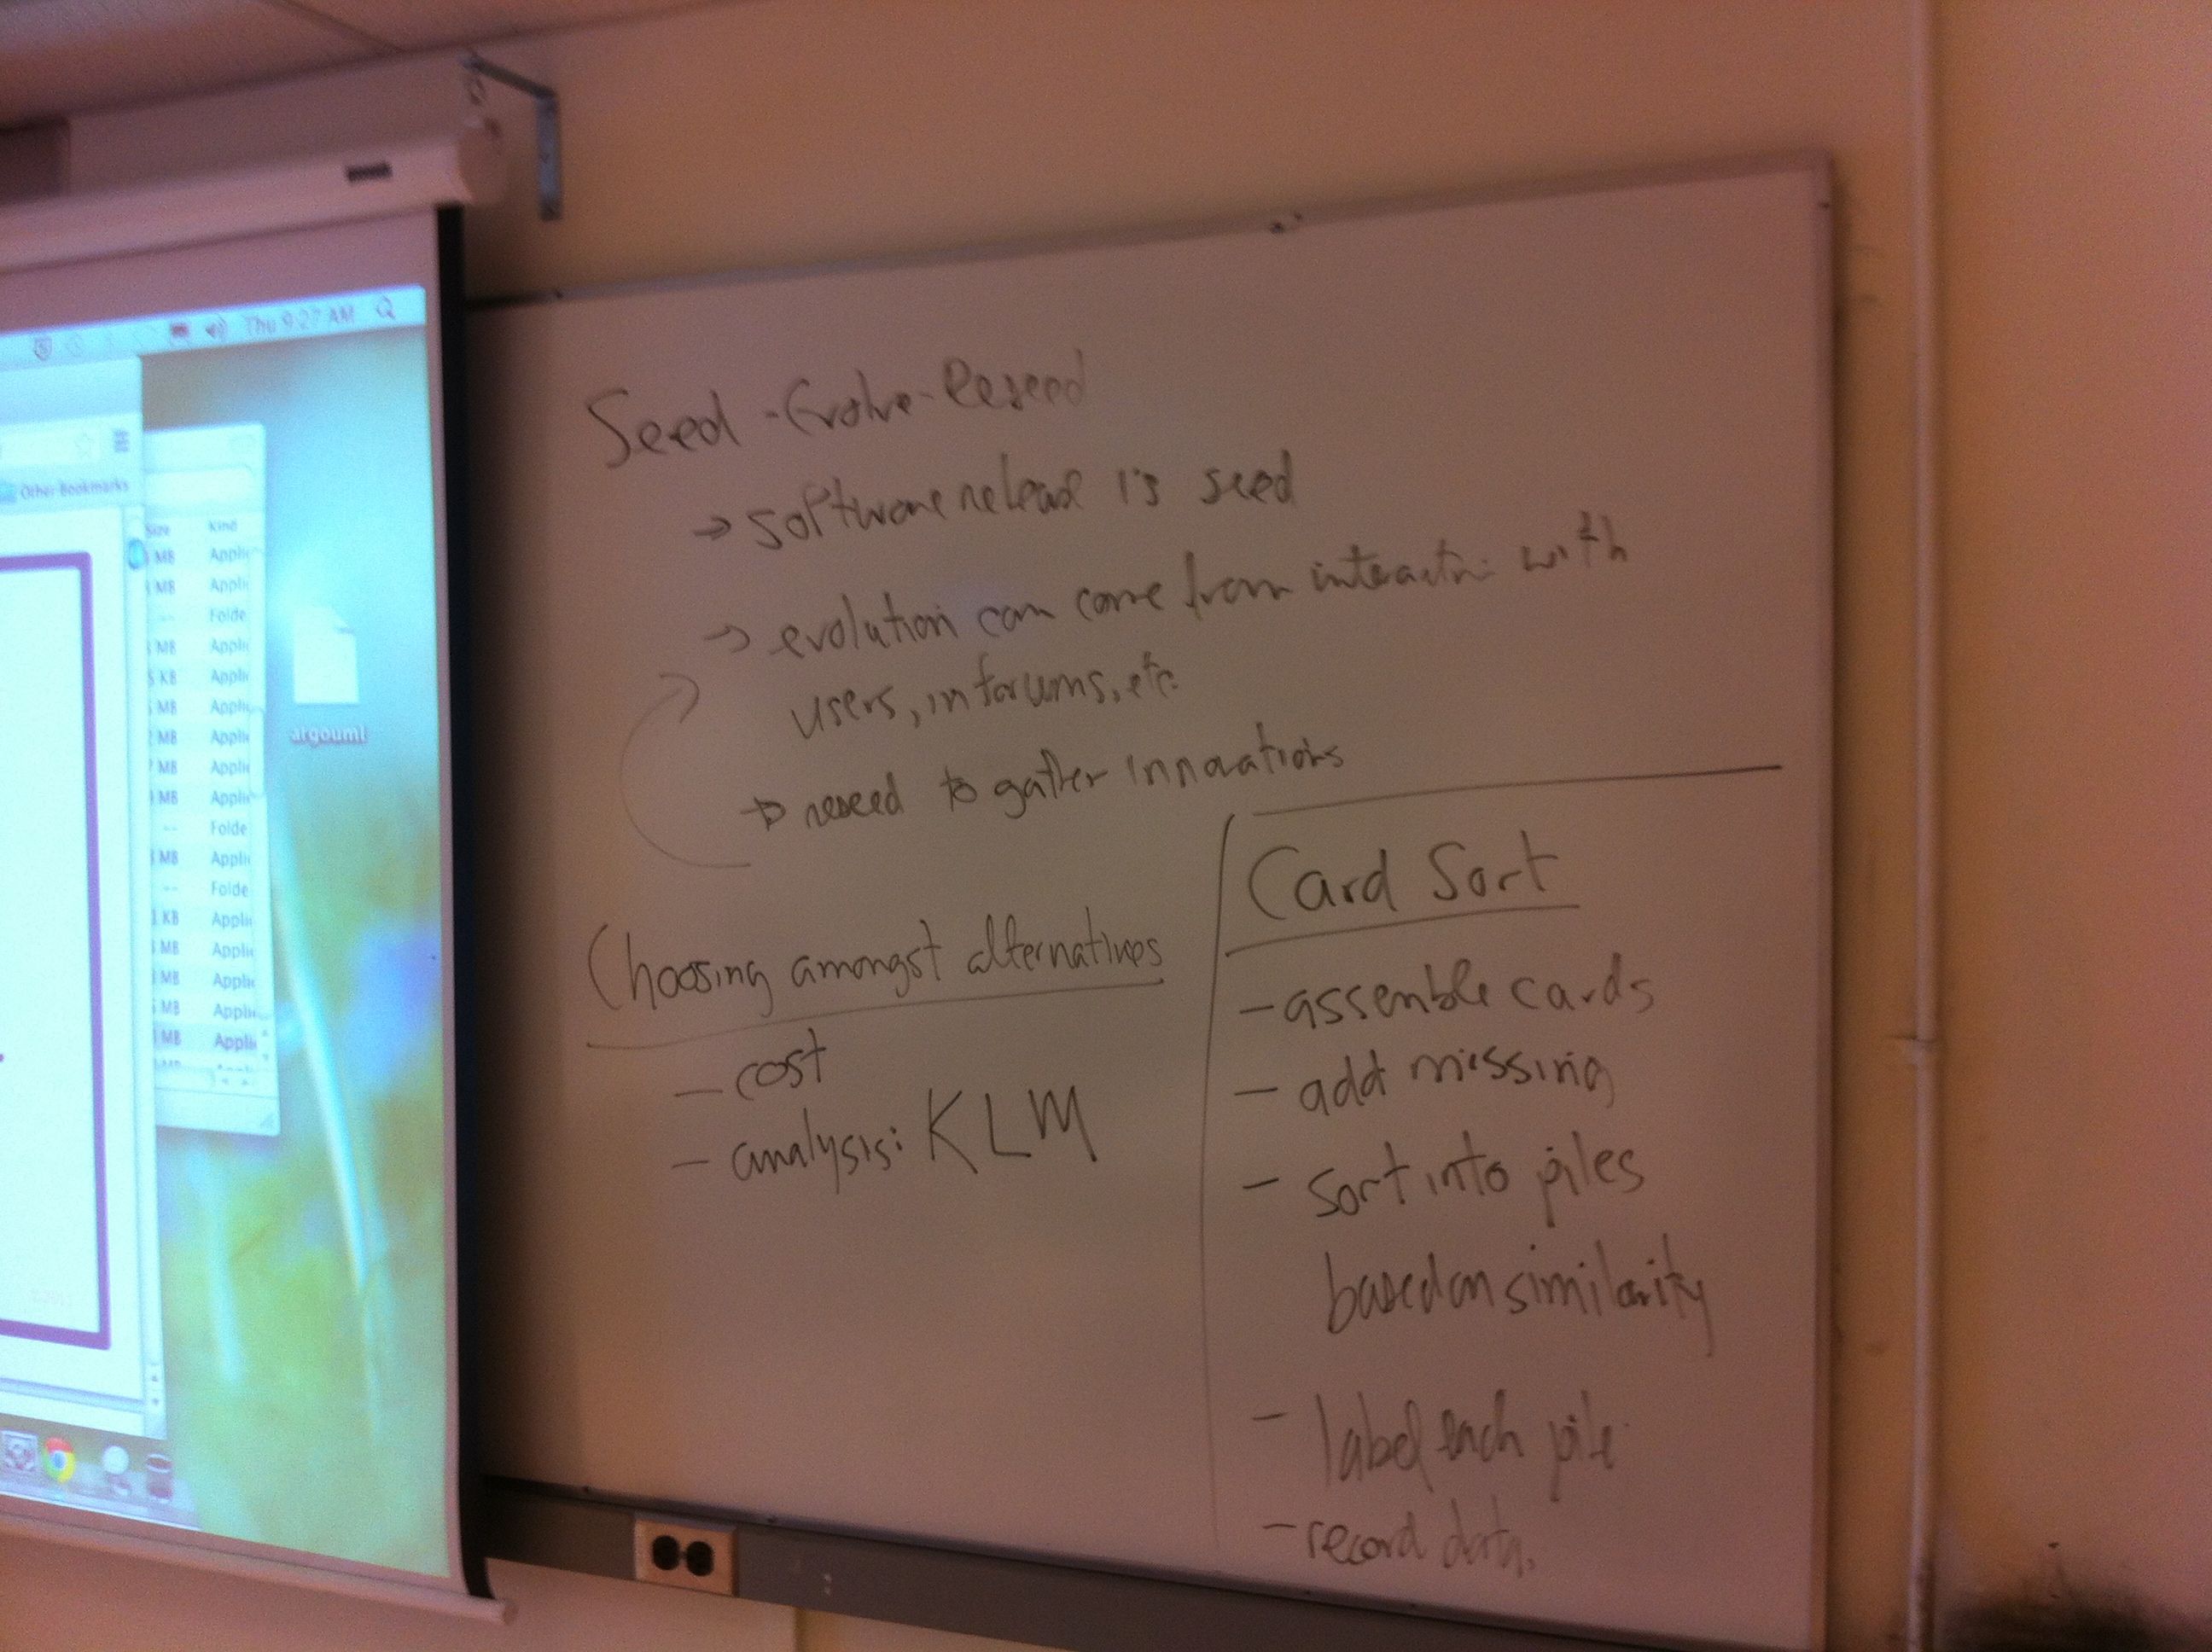 Thu 9:27 AM
Other Bookmarks
Size Kind
MB Applic
MB Applic
-- Folde
MB Applic
KB Applic
MB Applic
MB Applic
MB Applic
MB Applic
-- Folde
MB Applic
-- Folde
KB Applic
MB Applic
MB Applic
MB Applic
MB Applic
argouml
Seed-Evolve-Reseed
→ software release is seed
→ evolution can come from interaction with
users, in forums, etc.
→ reseed to gather innovations
Choosing amongst alternatives
- cost
- analysis: KLM
Card Sort
- assemble cards
- add missing
- sort into piles
based on similarity
- label each pile
- record data.